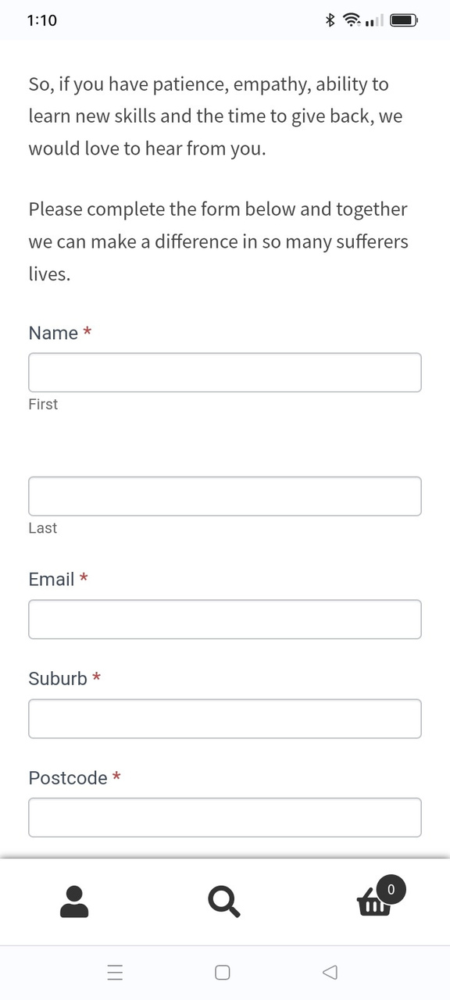 1:10
So, if you have patience, empathy, ability to
learn new skills and the time to give back, we
would love to hear from you.
Please complete the form below and together
we can make a difference in so many sufferers
lives.
Name *
First
Last
Email *
Suburb *
Postcode *
0